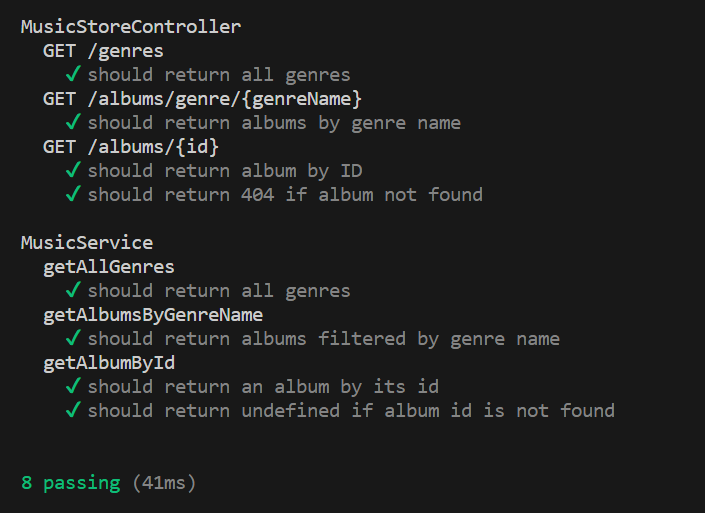 MusicStoreController
GET /genres
✓ should return all genres
GET /albums/genre/{genreName}
✓ should return albums by genre name
GET /albums/{id}
✓ should return album by ID
✓ should return 404 if album not found
MusicService
getAllGenres
✓ should return all genres
getAlbumsByGenreName
✓ should return albums filtered by genre name
getAlbumById
✓ should return an album by its id
✓ should return undefined if album id is not found
8 passing (41ms)